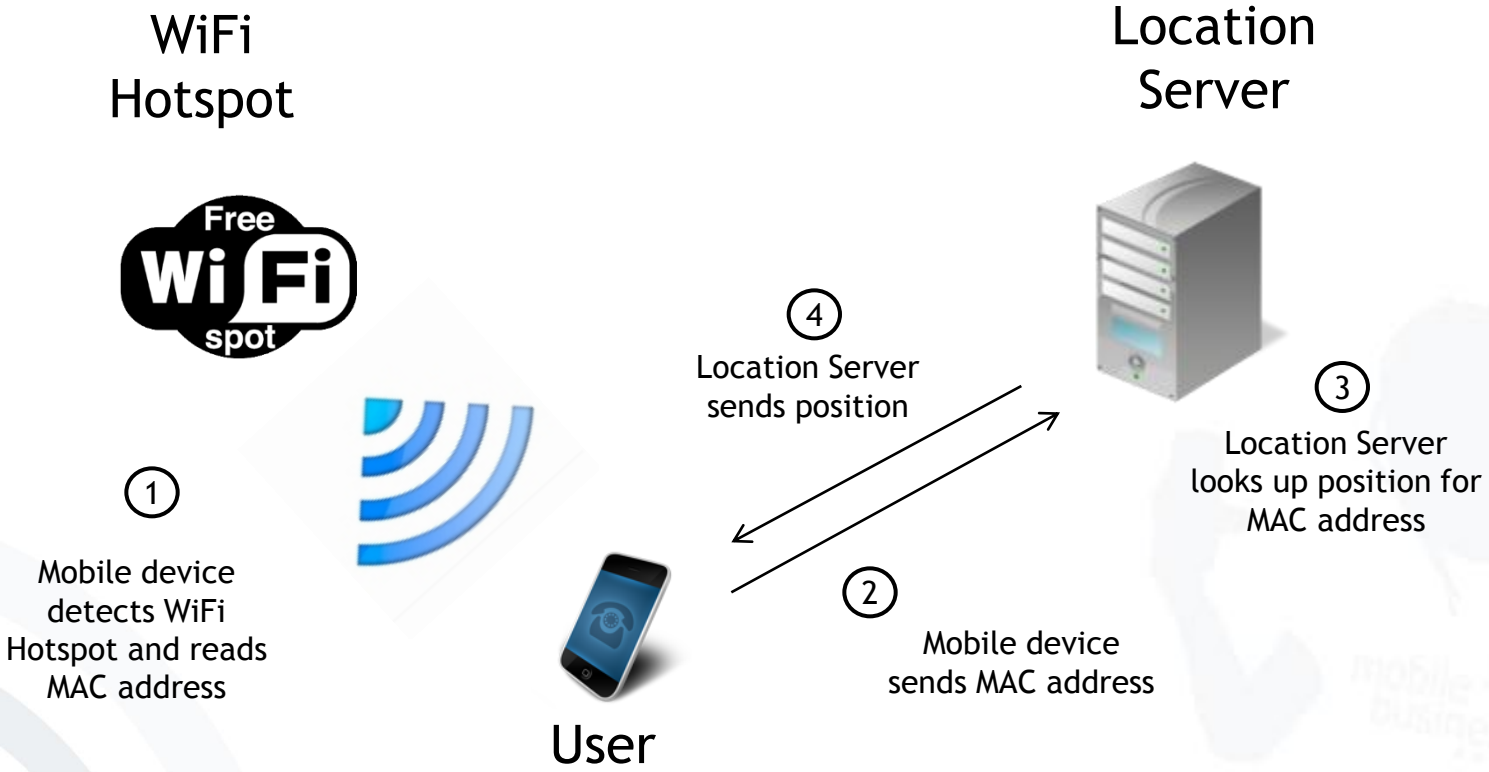 WiFi
Hotspot
Location
Server
Free
Wi Fi
spot
4
Location Server
sends position
3
Location Server
looks up position for
MAC address
1
Mobile device
detects WiFi
Hotspot and reads
MAC address
2
Mobile device
sends MAC address
User
mobile